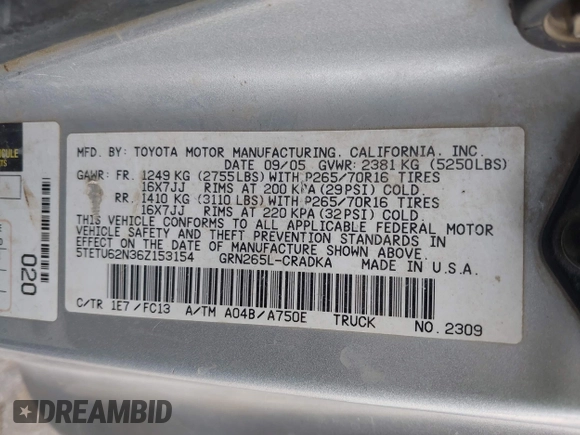 MFD. BY: TOYOTA MOTOR MANUFACTURING, CALIFORNIA, INC.
DATE 09/05 GVWR: 2381 KG (5250LBS)
GAWR: FR. 1249 KG (2755LBS) WITH P265/70R16 TIRES
16X7JJ RIMS AT 200 KPA (29PSI) COLD.
RR. 1410 KG (3110 LBS) WITH P265/70R16 TIRES
16X7JJ RIMS AT 220 KPA (32PSI) COLD.
THIS VEHICLE CONFORMS TO ALL APPLICABLE FEDERAL MOTOR
VEHICLE SAFETY AND THEFT PREVENTION STANDARDS IN
EFFECT ON THE DATE OF MANUFACTURE SHOWN ABOVE.
5TETU62N36Z153154 GRN265L-CRADKA MADE IN U.S.A.
C/TR 1E7/FC13 A/TM A04B/A750E TRUCK NO. 2309
020
DREAMBID